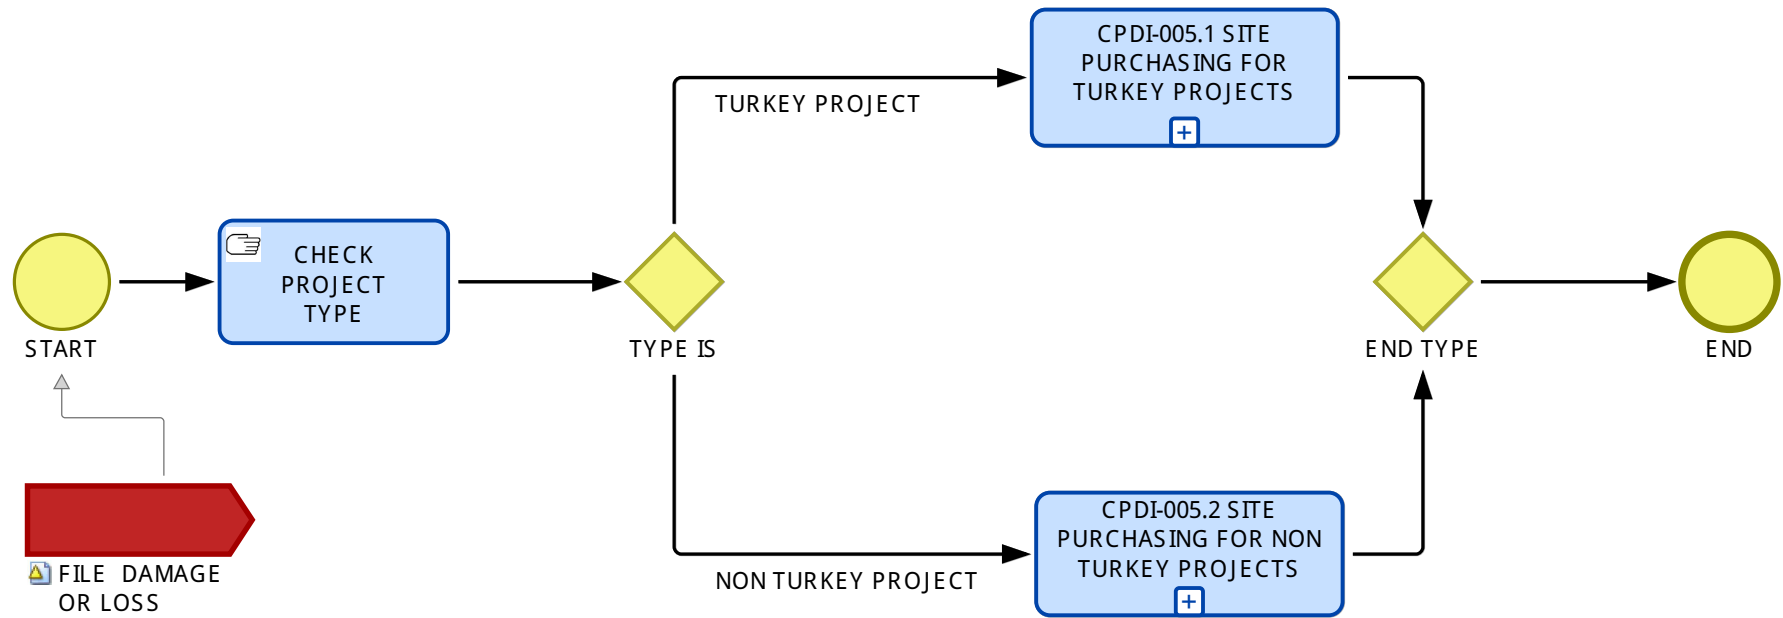 CPDI-005.1 SITE
PURCHASING FOR
TURKEY PROJECTS
TURKEY PROJECT
CHECK
PROJECT
TYPE
START
TYPE IS
END TYPE
END
CPDI-005.2 SITE
PURCHASING FOR NON
TURKEY PROJECTS
NON TURKEY PROJECT
FILE DAMAGE
OR LOSS